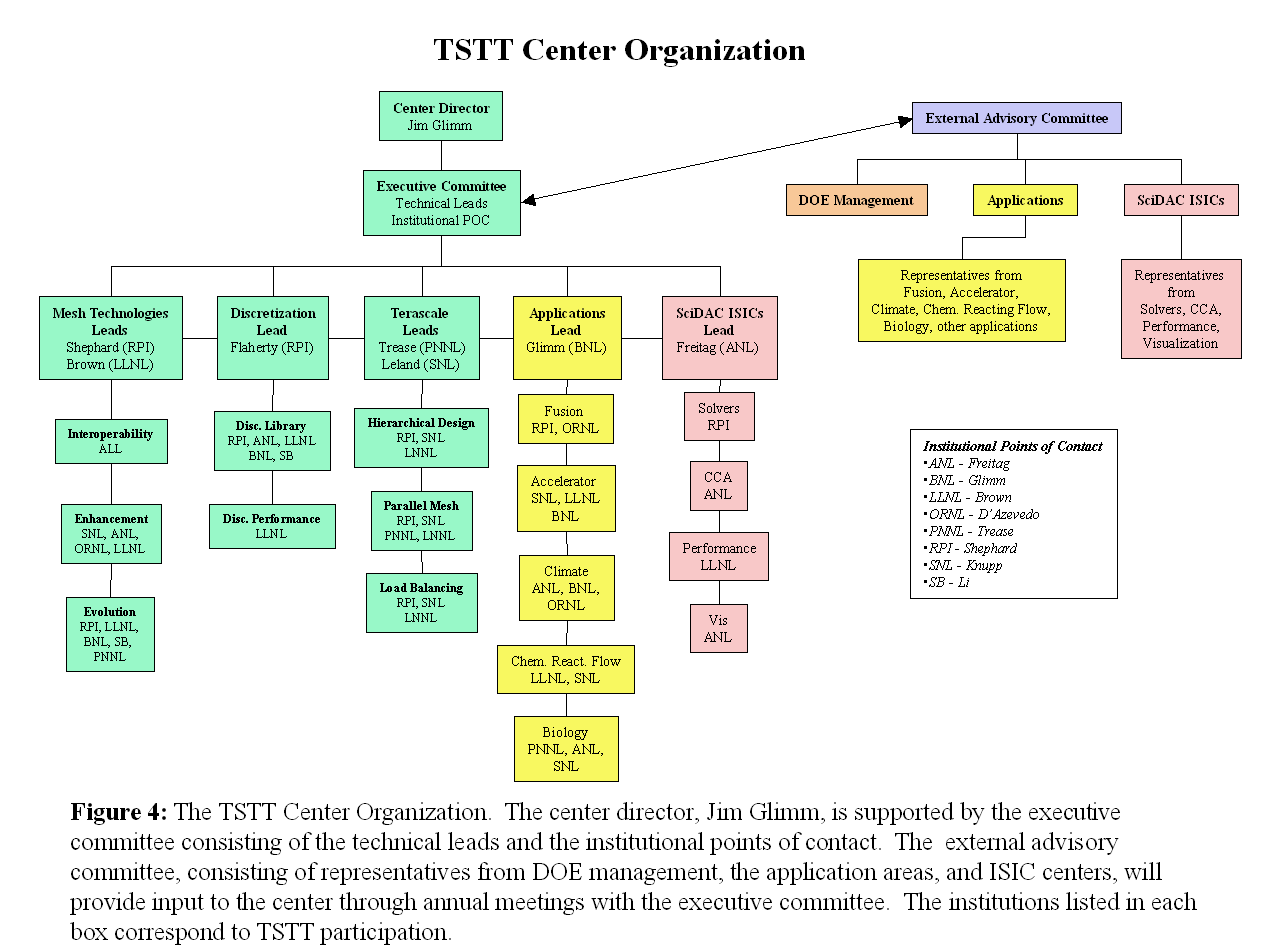 TSTT Center Organization
Center Director
Jim Glimm
External Advisory Committee
Executive Committee
Technical Leads
Institutional POC
DOE Management
Applications
SciDAC ISICs
Representatives from
Fusion, Accelerator,
Climate, Chem. Reacting Flow,
Biology, other applications
Representatives
from
Solvers, CCA,
Performance,
Visualization
Mesh Technologies
Leads
Shephard (RPI)
Brown (LLNL)
Discretization
Lead
Flaherty (RPI)
Terascale
Leads
Trease (PNNL)
Leland (SNL)
Applications
Lead
Glimm (BNL)
SciDAC ISICs
Lead
Freitag (ANL)
Interoperability
ALL
Enhancement
SNL, ANL,
ORNL, LLNL
Evolution
RPI, LLNL,
BNL, SB,
PNNL
Disc. Library
RPI, ANL, LLNL
BNL, SB
Disc. Performance
LLNL
Hierarchical Design
RPI, SNL
LNNL
Parallel Mesh
RPI, SNL
PNNL, LNNL
Load Balancing
RPI, SNL
LNNL
Fusion
RPI, ORNL
Accelerator
SNL, LLNL
BNL
Climate
ANL, BNL,
ORNL
Chem. React. Flow
LLNL, SNL
Biology
PNNL, ANL,
SNL
Solvers
RPI
CCA
ANL
Performance
LLNL
Vis
ANL
Institutional Points of Contact
•ANL - Freitag
•BNL - Glimm
•LLNL - Brown
•ORNL - D'Azevedo
•PNNL - Trease
•RPI - Shephard
•SNL - Knupp
•SB - Li
Figure 4: The TSTT Center Organization. The center director, Jim Glimm, is supported by the executive
committee consisting of the technical leads and the institutional points of contact. The external advisory
committee, consisting of representatives from DOE management, the application areas, and ISIC centers, will
provide input to the center through annual meetings with the executive committee. The institutions listed in each
box correspond to TSTT participation.